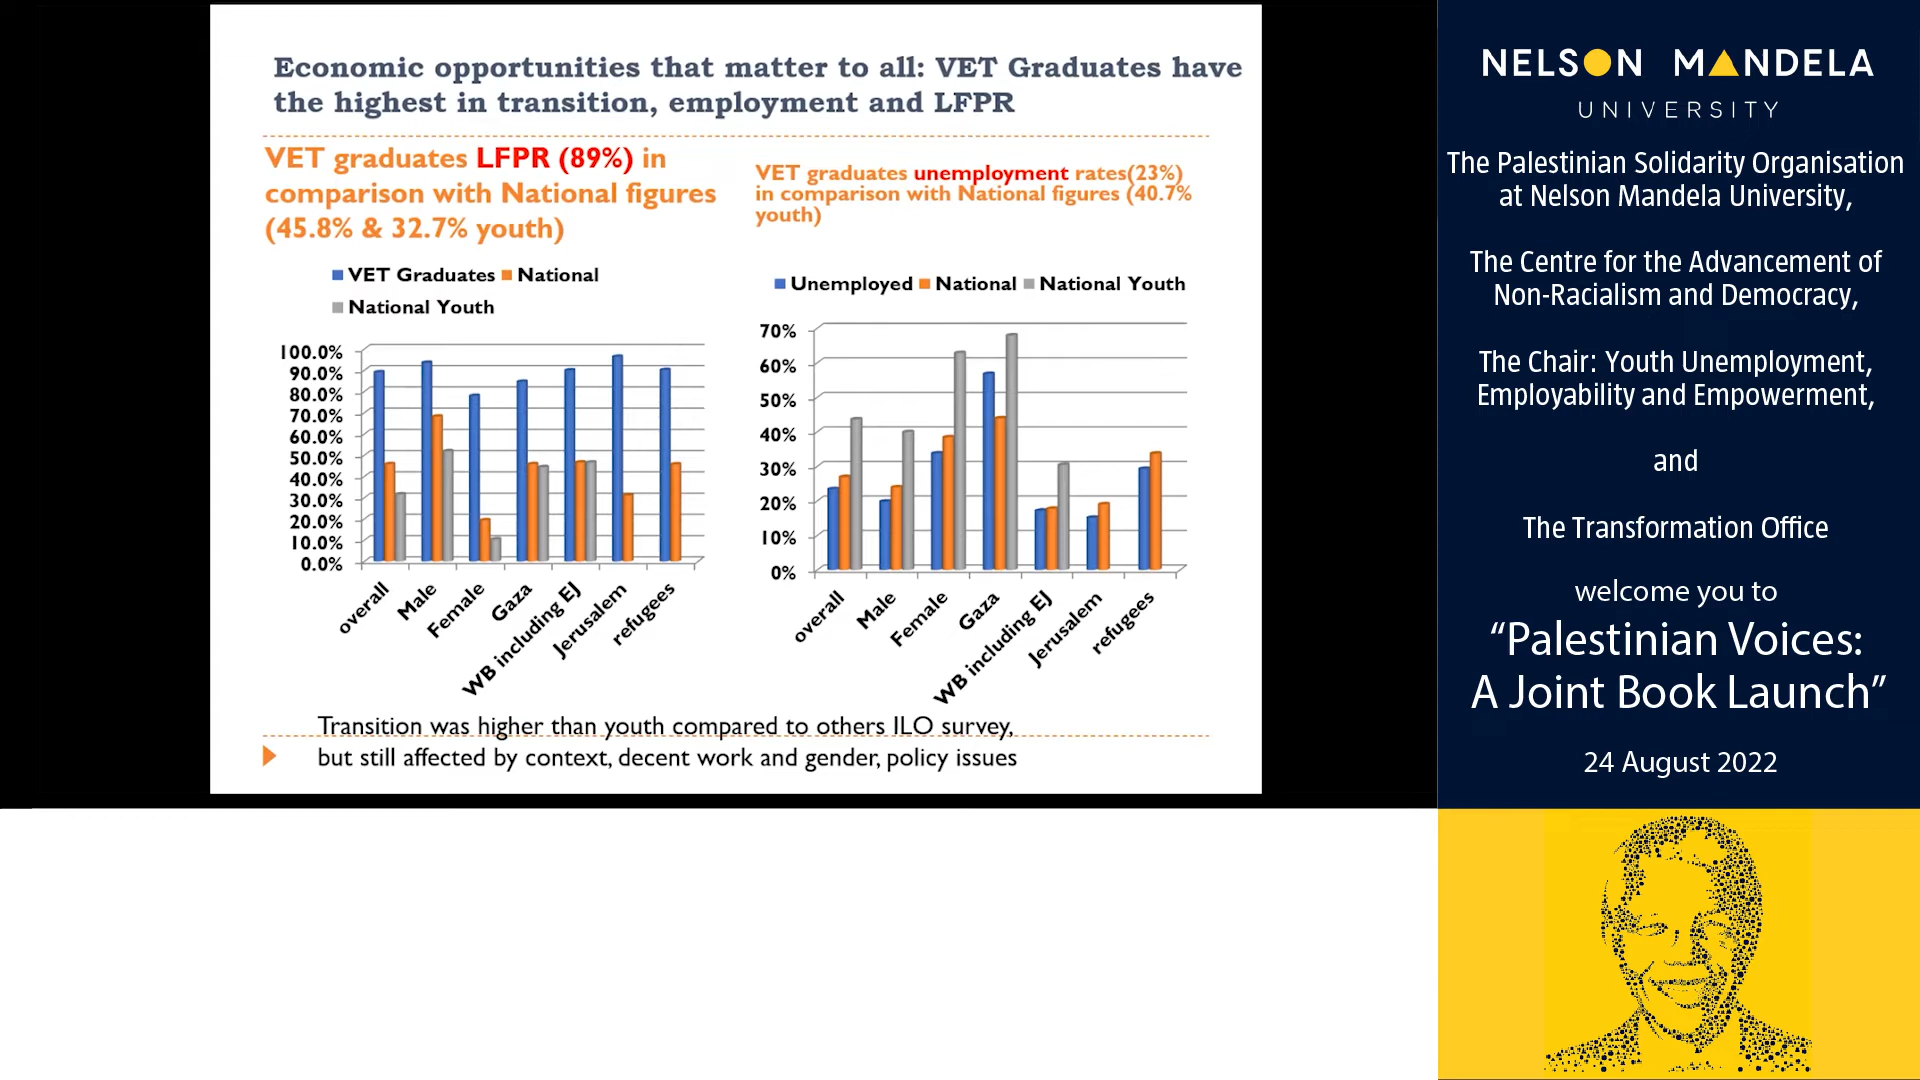 Economic opportunities that matter to all: VET Graduates have
the highest in transition, employment and LFPR
VET graduates LFPR (89%) in
comparison with National figures
(45.8% & 32.7% youth)
VET Graduates National
National Youth
100.0%
90.0%
80.0%
70.0%
60.0%
50.0%
40.0%
30.0%
20.0%
10.0%
0.0%
overall
Male
Female
Gaza
WB including EJ
Jerusalem
refugees
VET graduates unemployment rates(23%)
in comparison with National figures (40.7%
youth)
Unemployed National National Youth
70%
60%
50%
40%
30%
20%
10%
0%
overall
Male
Female
Gaza
WB including EJ
Jerusalem
refugees
Transition was higher than youth compared to others ILO survey,
but still affected by context, decent work and gender, policy issues
NELSON MANDELA
UNIVERSITY
The Palestinian Solidarity Organisation
at Nelson Mandela University,
The Centre for the Advancement of
Non-Racialism and Democracy,
The Chair: Youth Unemployment,
Employability and Empowerment,
and
The Transformation Office
welcome you to
“Palestinian Voices:
A Joint Book Launch”
24 August 2022